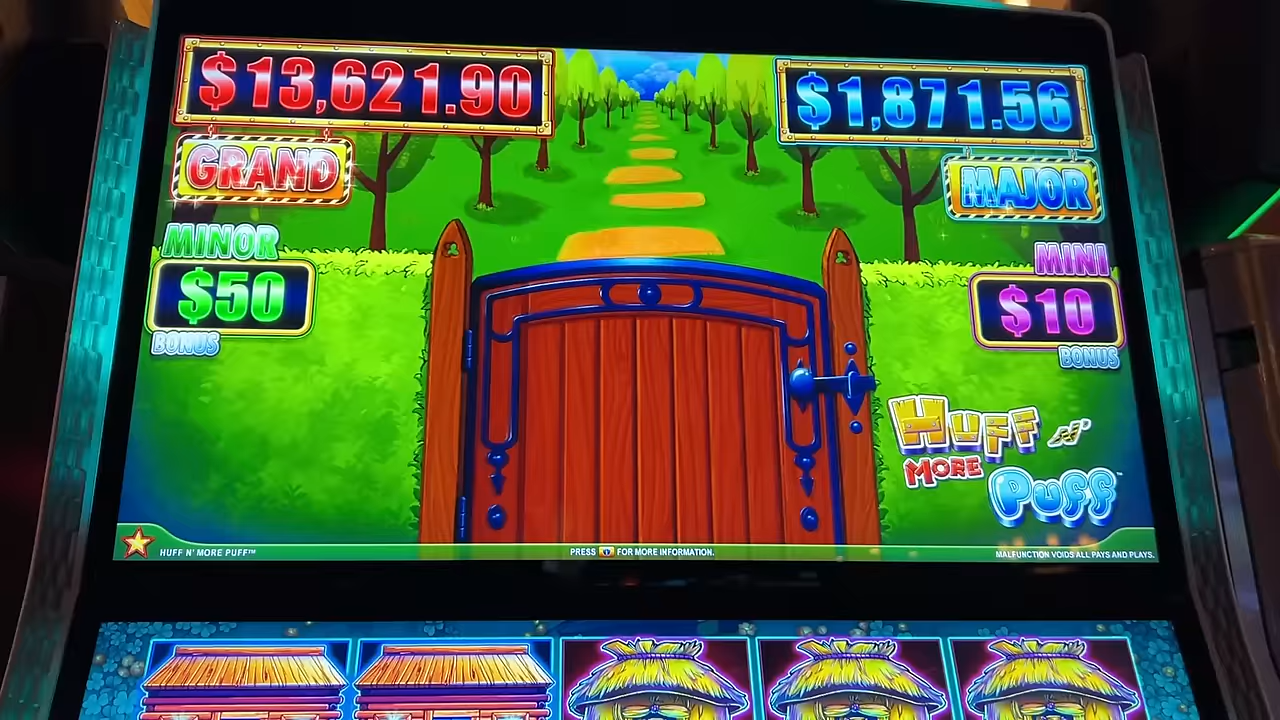 $13,621.90
$1,871.56
GRAND
MAJOR
MINOR
MINI
$50
$10
BONUS
BONUS
HUFF N'
MORE
PUFF™
HUFF N' MORE PUFF™
PRESS FOR MORE INFORMATION.
MALFUNCTION VOIDS ALL PAYS AND PLAYS.